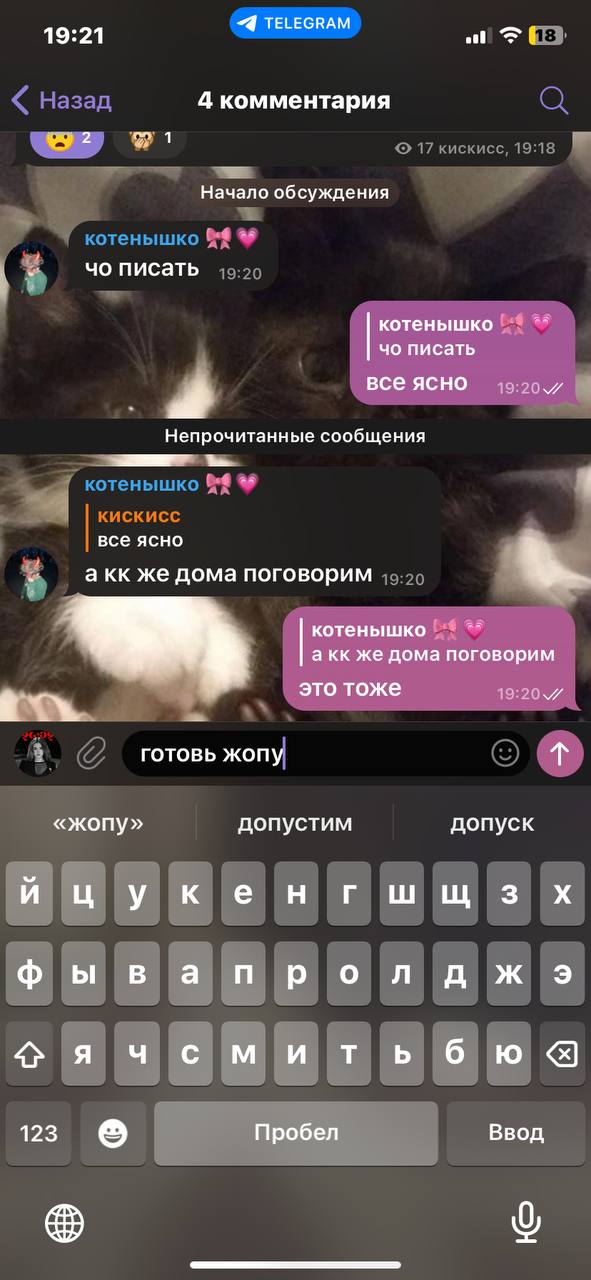 19:21
TELEGRAM
18
Назад
4 комментария
2
1
17 кискисс, 19:18
Начало обсуждения
котенышко 🎀💗
чо писать 19:20
котенышко 🎀💗
чо писать
все ясно 19:20
Непрочитанные сообщения
котенышко 🎀💗
кискисс
все ясно
а кк же дома поговорим 19:20
котенышко 🎀💗
а кк же дома поговорим
это тоже 19:20
готовь жопу
«жопу» допустим допуск
й ц у к е н г ш щ з х
ф ы в а п р о л д ж э
я ч с м и т ь б ю
123 Пробел Ввод